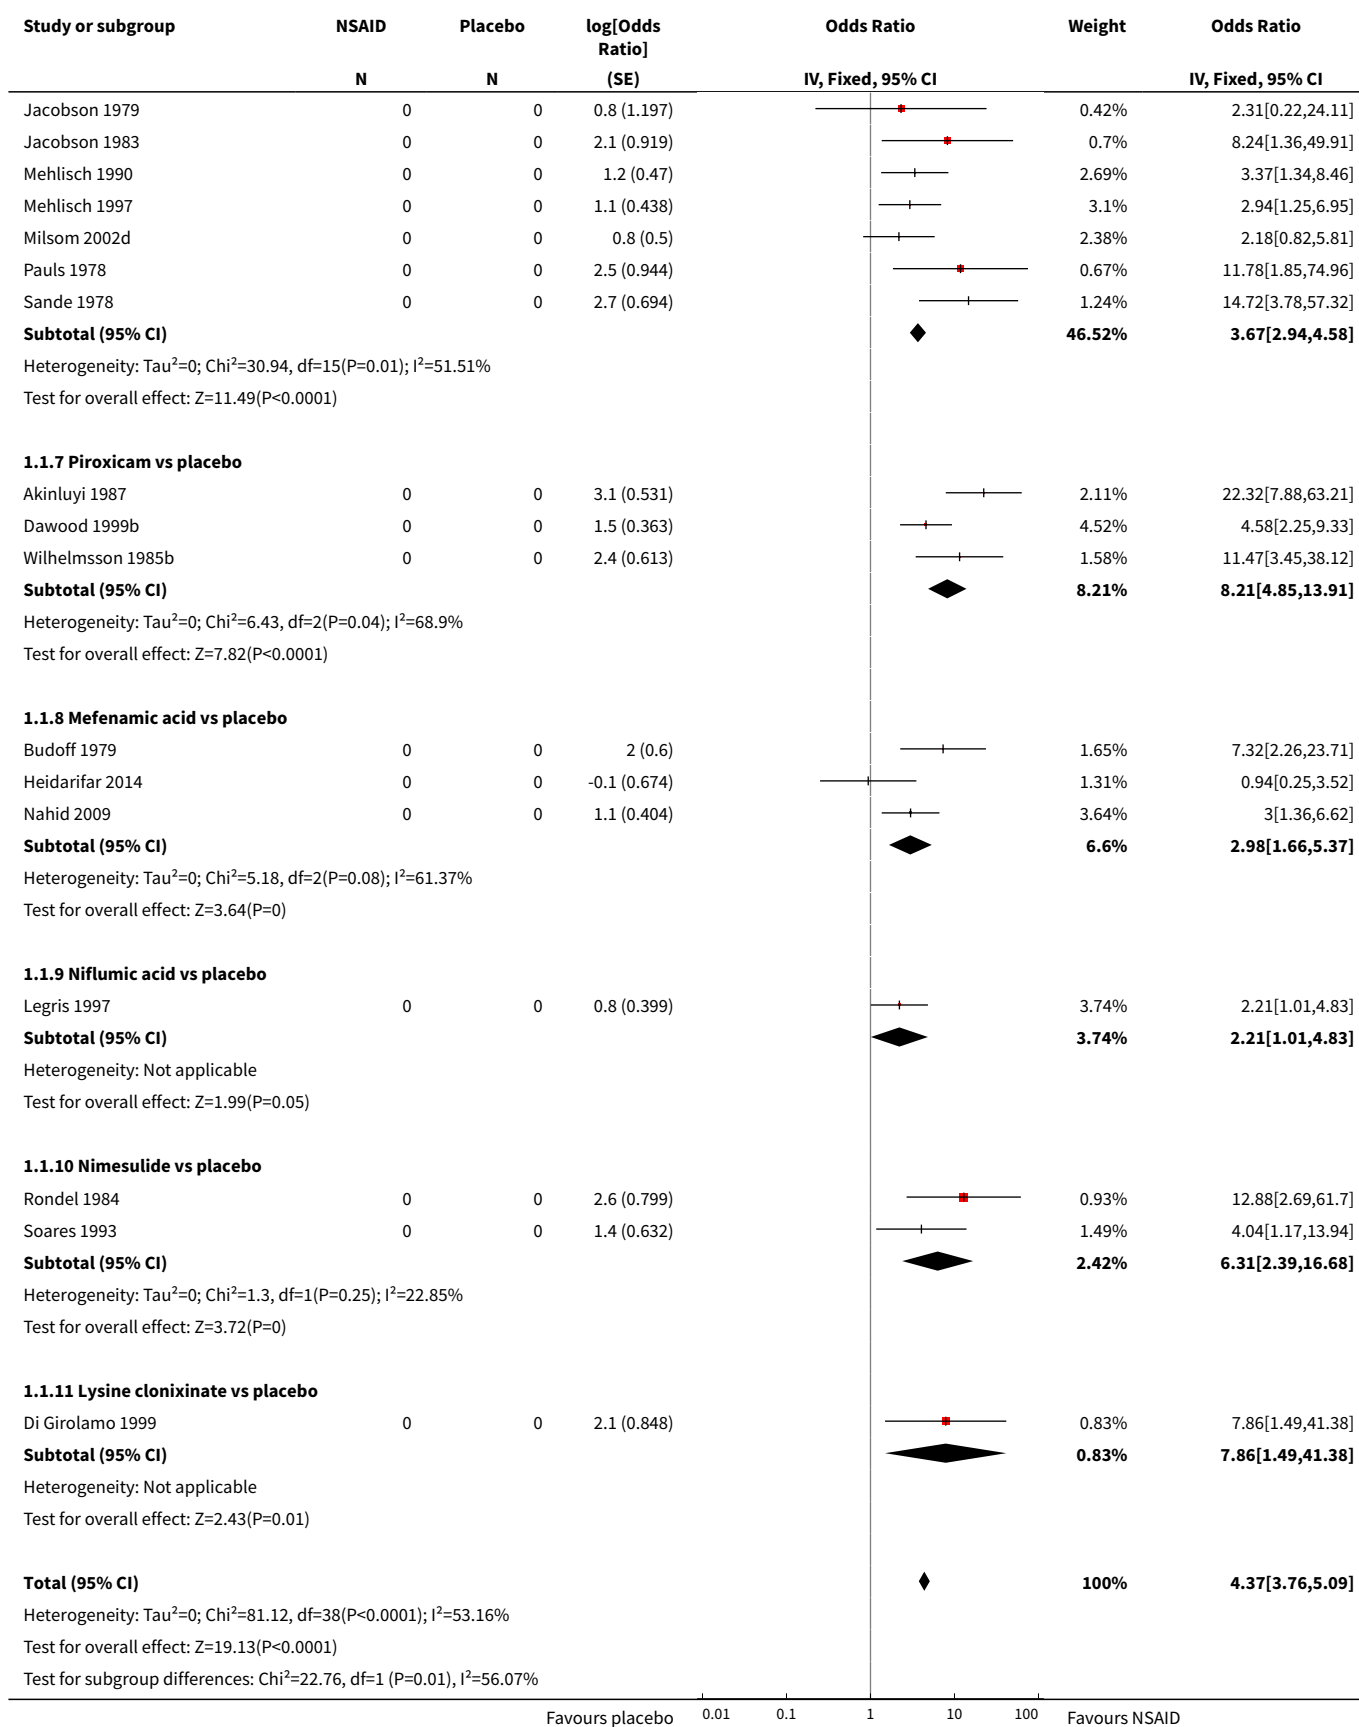 Study or subgroup NSAID Placebo log[Odds Ratio] Odds Ratio Weight Odds Ratio
N N (SE) IV, Fixed, 95% CI IV, Fixed, 95% CI
Jacobson 1979 0 0 0.8 (1.197) 0.42% 2.31[0.22,24.11]
Jacobson 1983 0 0 2.1 (0.919) 0.7% 8.24[1.36,49.91]
Mehlisch 1990 0 0 1.2 (0.47) 2.69% 3.37[1.34,8.46]
Mehlisch 1997 0 0 1.1 (0.438) 3.1% 2.94[1.25,6.95]
Milsom 2002d 0 0 0.8 (0.5) 2.38% 2.18[0.82,5.81]
Pauls 1978 0 0 2.5 (0.944) 0.67% 11.78[1.85,74.96]
Sande 1978 0 0 2.7 (0.694) 1.24% 14.72[3.78,57.32]
Subtotal (95% CI) 46.52% 3.67[2.94,4.58]
Heterogeneity: Tau²=0; Chi²=30.94, df=15(P=0.01); I²=51.51%
Test for overall effect: Z=11.49(P<0.0001)
1.1.7 Piroxicam vs placebo
Akinluyi 1987 0 0 3.1 (0.531) 2.11% 22.32[7.88,63.21]
Dawood 1999b 0 0 1.5 (0.363) 4.52% 4.58[2.25,9.33]
Wilhelmsson 1985b 0 0 2.4 (0.613) 1.58% 11.47[3.45,38.12]
Subtotal (95% CI) 8.21% 8.21[4.85,13.91]
Heterogeneity: Tau²=0; Chi²=6.43, df=2(P=0.04); I²=68.9%
Test for overall effect: Z=7.82(P<0.0001)
1.1.8 Mefenamic acid vs placebo
Budoff 1979 0 0 2 (0.6) 1.65% 7.32[2.26,23.71]
Heidarifar 2014 0 0 -0.1 (0.674) 1.31% 0.94[0.25,3.52]
Nahid 2009 0 0 1.1 (0.404) 3.64% 3[1.36,6.62]
Subtotal (95% CI) 6.6% 2.98[1.66,5.37]
Heterogeneity: Tau²=0; Chi²=5.18, df=2(P=0.08); I²=61.37%
Test for overall effect: Z=3.64(P=0)
1.1.9 Niflumic acid vs placebo
Legris 1997 0 0 0.8 (0.399) 3.74% 2.21[1.01,4.83]
Subtotal (95% CI) 3.74% 2.21[1.01,4.83]
Heterogeneity: Not applicable
Test for overall effect: Z=1.99(P=0.05)
1.1.10 Nimesulide vs placebo
Rondel 1984 0 0 2.6 (0.799) 0.93% 12.88[2.69,61.7]
Soares 1993 0 0 1.4 (0.632) 1.49% 4.04[1.17,13.94]
Subtotal (95% CI) 2.42% 6.31[2.39,16.68]
Heterogeneity: Tau²=0; Chi²=1.3, df=1(P=0.25); I²=22.85%
Test for overall effect: Z=3.72(P=0)
1.1.11 Lysine clonixinate vs placebo
Di Girolamo 1999 0 0 2.1 (0.848) 0.83% 7.86[1.49,41.38]
Subtotal (95% CI) 0.83% 7.86[1.49,41.38]
Heterogeneity: Not applicable
Test for overall effect: Z=2.43(P=0.01)
Total (95% CI) 100% 4.37[3.76,5.09]
Heterogeneity: Tau²=0; Chi²=81.12, df=38(P<0.0001); I²=53.16%
Test for overall effect: Z=19.13(P<0.0001)
Test for subgroup differences: Chi²=22.76, df=1 (P=0.01), I²=56.07%
Favours placebo 0.01 0.1 1 10 100 Favours NSAID